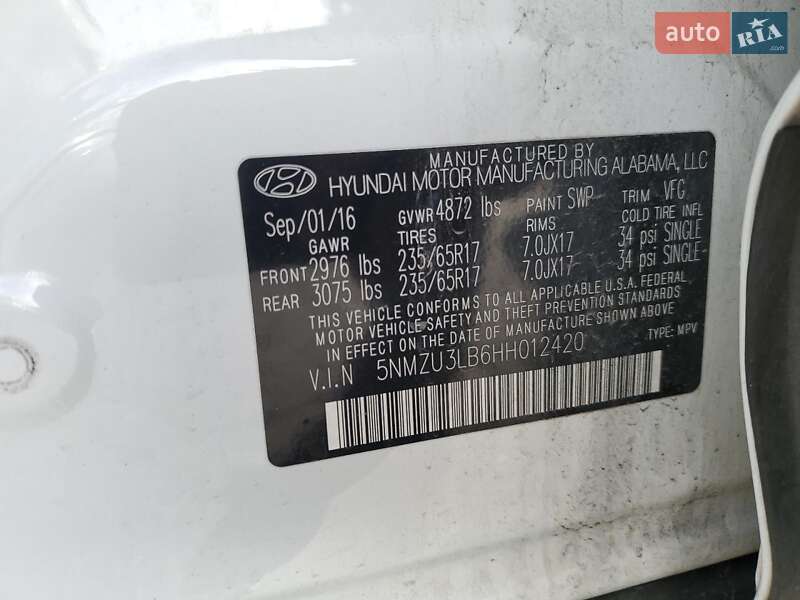 auto RIA.com
MANUFACTURED BY
HYUNDAI MOTOR MANUFACTURING ALABAMA, LLC
Sep/01/16 GVWR 4872 lbs PAINT SWP TRIM VFC
GAWR TIRES RIMS COLD TIRE INFL
FRONT 2976 lbs 235/65R17 7.0JX17 34 psi SINGLE
REAR 3075 lbs 235/65R17 7.0JX17 34 psi SINGLE
THIS VEHICLE CONFORMS TO ALL APPLICABLE U.S.A. FEDERAL
MOTOR VEHICLE SAFETY AND THEFT PREVENTION STANDARDS
IN EFFECT ON THE DATE OF MANUFACTURE SHOWN ABOVE
V.I.N 5NMZU3LB6HH012420 TYPE: MPV